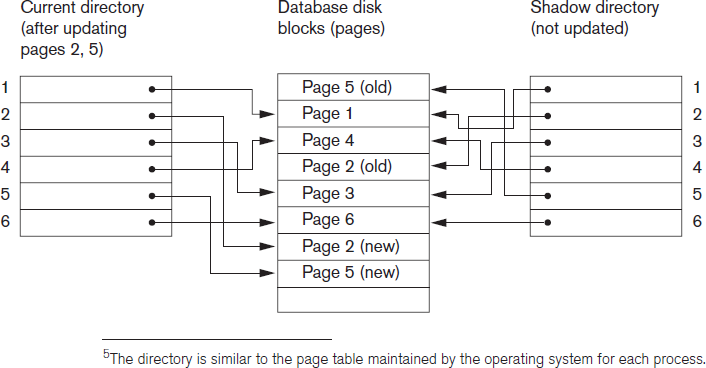 Current directory
(after updating
pages 2, 5)
Database disk
blocks (pages)
Shadow directory
(not updated)
1
2
3
4
5
6
Page 5 (old)
Page 1
Page 4
Page 2 (old)
Page 3
Page 6
Page 2 (new)
Page 5 (new)
1
2
3
4
5
6
5The directory is similar to the page table maintained by the operating system for each process.